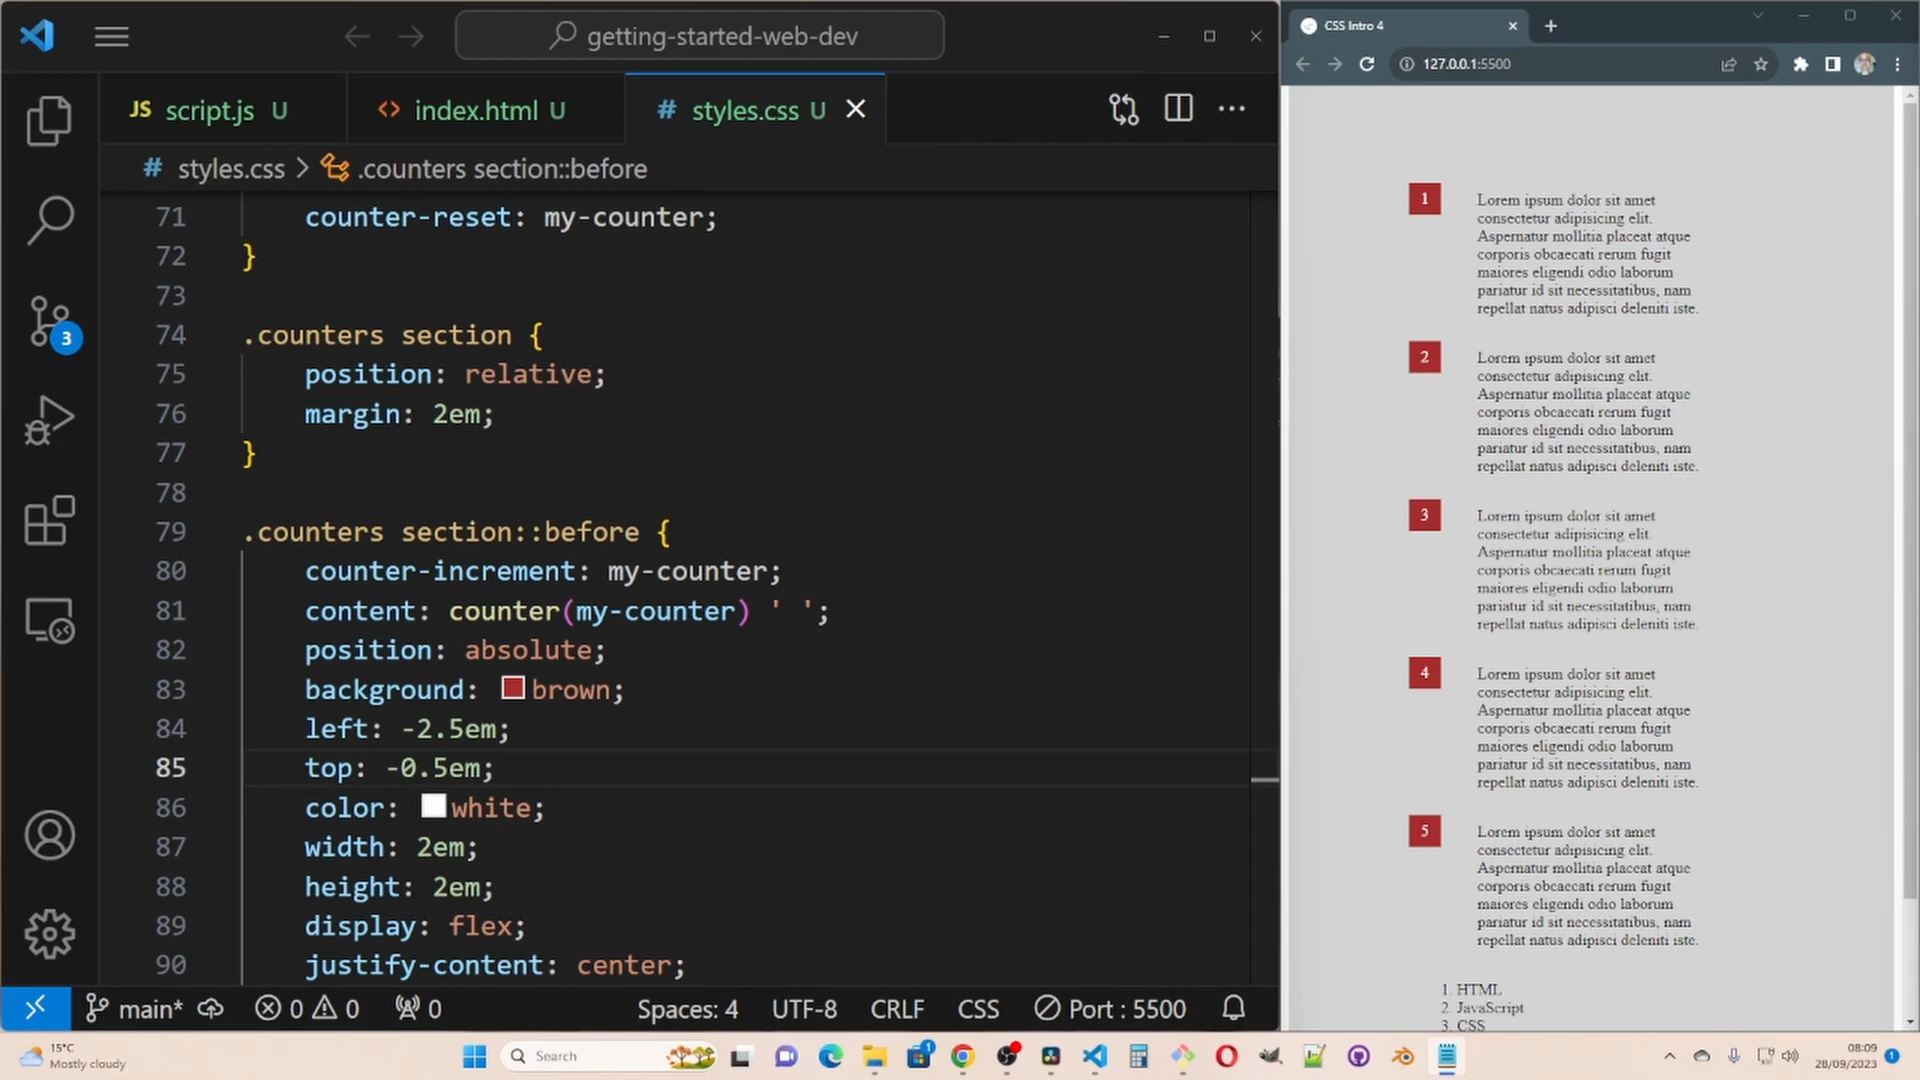 getting-started-web-dev
JS script.js U
<> index.html U
# styles.css U
# styles.css > .counters section::before
71 counter-reset: my-counter;
72 }
73
74 .counters section {
75 position: relative;
76 margin: 2em;
77 }
78
79 .counters section::before {
80 counter-increment: my-counter;
81 content: counter(my-counter) ' ';
82 position: absolute;
83 background: brown;
84 left: -2.5em;
85 top: -0.5em;
86 color: white;
87 width: 2em;
88 height: 2em;
89 display: flex;
90 justify-content: center;
3
main* 0 0 0 Spaces: 4 UTF-8 CRLF CSS Port : 5500
CSS Intro 4
127.0.0.1:5500
1
Lorem ipsum dolor sit amet
consectetur adipisicing elit.
Aspernatur mollitia placeat atque
corporis obcaecati rerum fugit
maiores eligendi odio laborum
pariatur id sit necessitatibus, nam
repellat natus adipisci deleniti iste.
2
Lorem ipsum dolor sit amet
consectetur adipisicing elit.
Aspernatur mollitia placeat atque
corporis obcaecati rerum fugit
maiores eligendi odio laborum
pariatur id sit necessitatibus, nam
repellat natus adipisci deleniti iste.
3
Lorem ipsum dolor sit amet
consectetur adipisicing elit.
Aspernatur mollitia placeat atque
corporis obcaecati rerum fugit
maiores eligendi odio laborum
pariatur id sit necessitatibus, nam
repellat natus adipisci deleniti iste.
4
Lorem ipsum dolor sit amet
consectetur adipisicing elit.
Aspernatur mollitia placeat atque
corporis obcaecati rerum fugit
maiores eligendi odio laborum
pariatur id sit necessitatibus, nam
repellat natus adipisci deleniti iste.
5
Lorem ipsum dolor sit amet
consectetur adipisicing elit.
Aspernatur mollitia placeat atque
corporis obcaecati rerum fugit
maiores eligendi odio laborum
pariatur id sit necessitatibus, nam
repellat natus adipisci deleniti iste.
1. HTML
2. JavaScript
3. CSS
15°C
Mostly cloudy
Search
1
08:09
28/09/2023
1